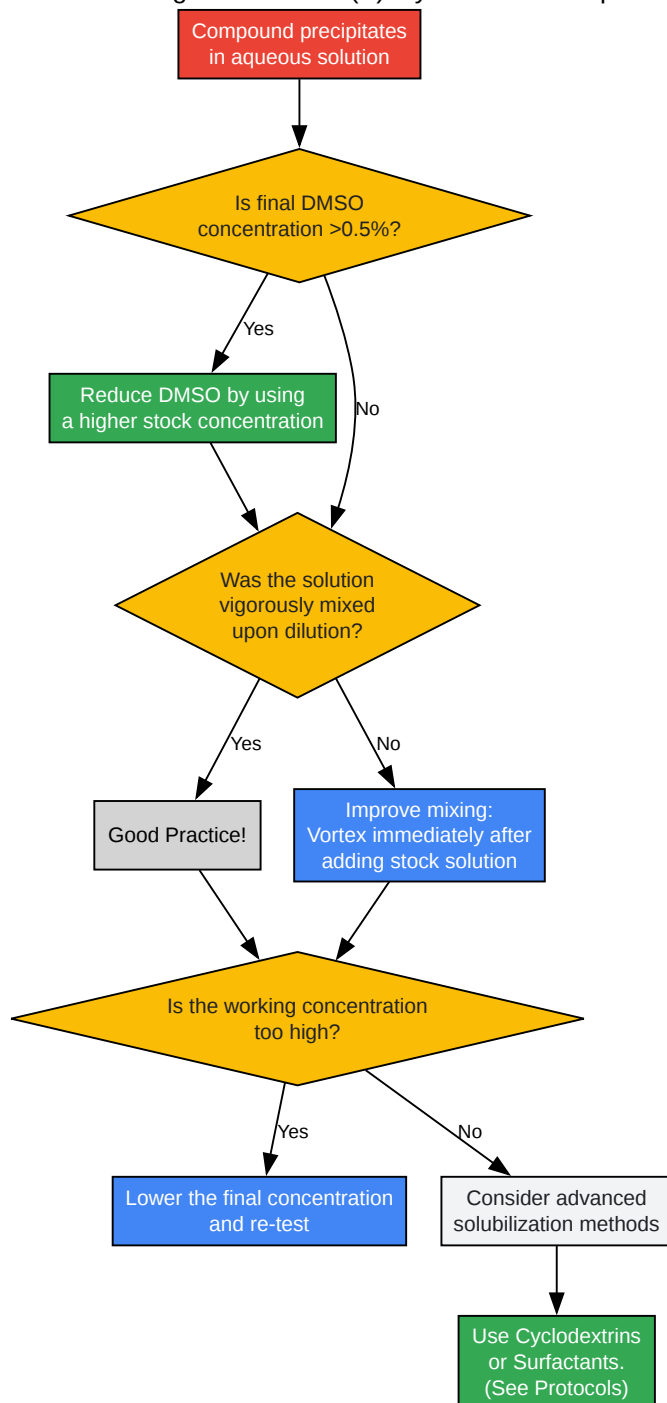 Compound precipitates
in aqueous solution
Is final DMSO
concentration >0.5%?
Yes
Reduce DMSO by using
a higher stock concentration
No
Was the solution
vigorously mixed
upon dilution?
Yes
No
Good Practice!
Improve mixing:
Vortex immediately after
adding stock solution
Is the working concentration
too high?
Yes
No
Lower the final concentration
and re-test
Consider advanced
solubilization methods
Use Cyclodextrins
or Surfactants.
(See Protocols)